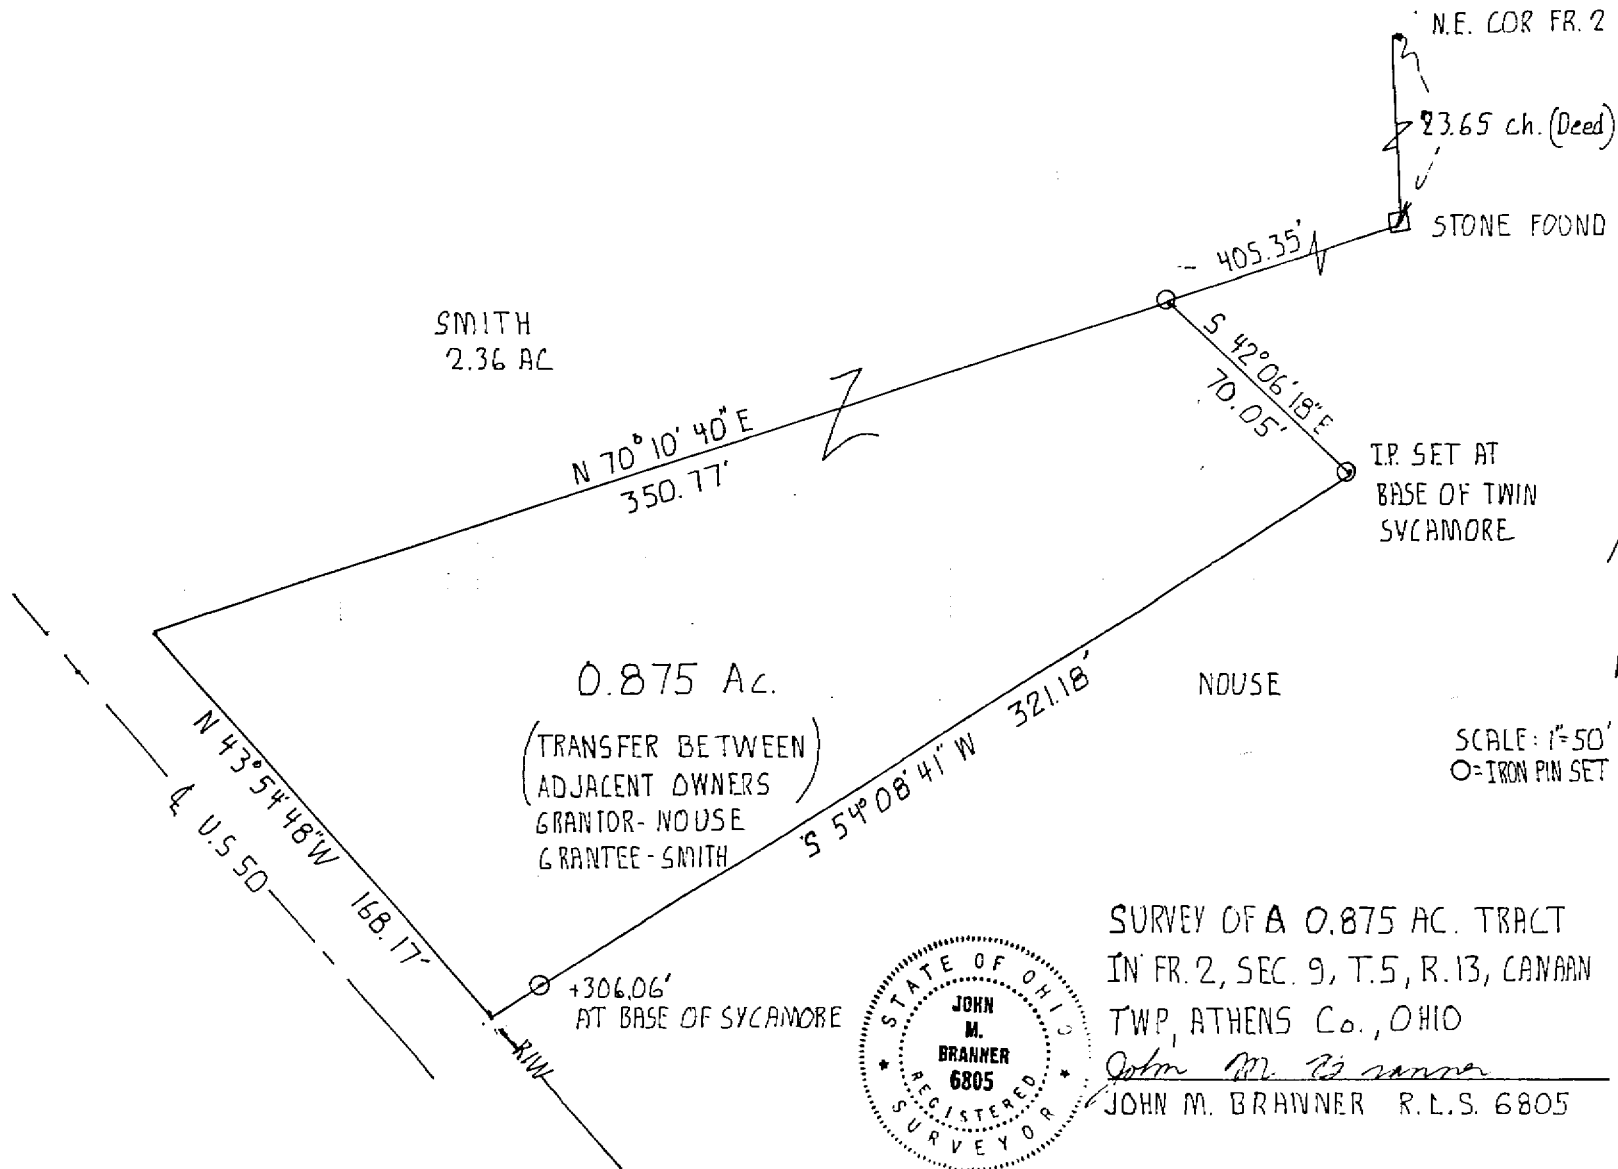 N.E. COR FR. 2
23.65 ch. (Deed)
STONE FOUND
405.35'
SMITH
2.36 AC
S 42°06'18"E
70.05'
N 70°10'40"E
350.77'
I.P. SET AT
BASE OF TWIN
SYCAMORE
0.875 Ac.
(TRANSFER BETWEEN
ADJACENT OWNERS)
GRANTOR-NOUSE
GRANTEE-SMITH
S 54°08'41" W 321.18'
NOUSE
SCALE: 1"=50'
O=IRON PIN SET
N 43°54'48"W 168.17'
℄ U.S 50
+306.06'
AT BASE OF SYCAMORE
R/W
STATE OF OHIO
JOHN
M.
BRANNER
6805
REGISTERED
SURVEYOR
SURVEY OF A 0.875 AC. TRACT
IN FR. 2, SEC. 9, T.5, R.13, CANAAN
TWP, ATHENS Co., OHIO
John M. Branner
JOHN M. BRANNER R.L.S. 6805